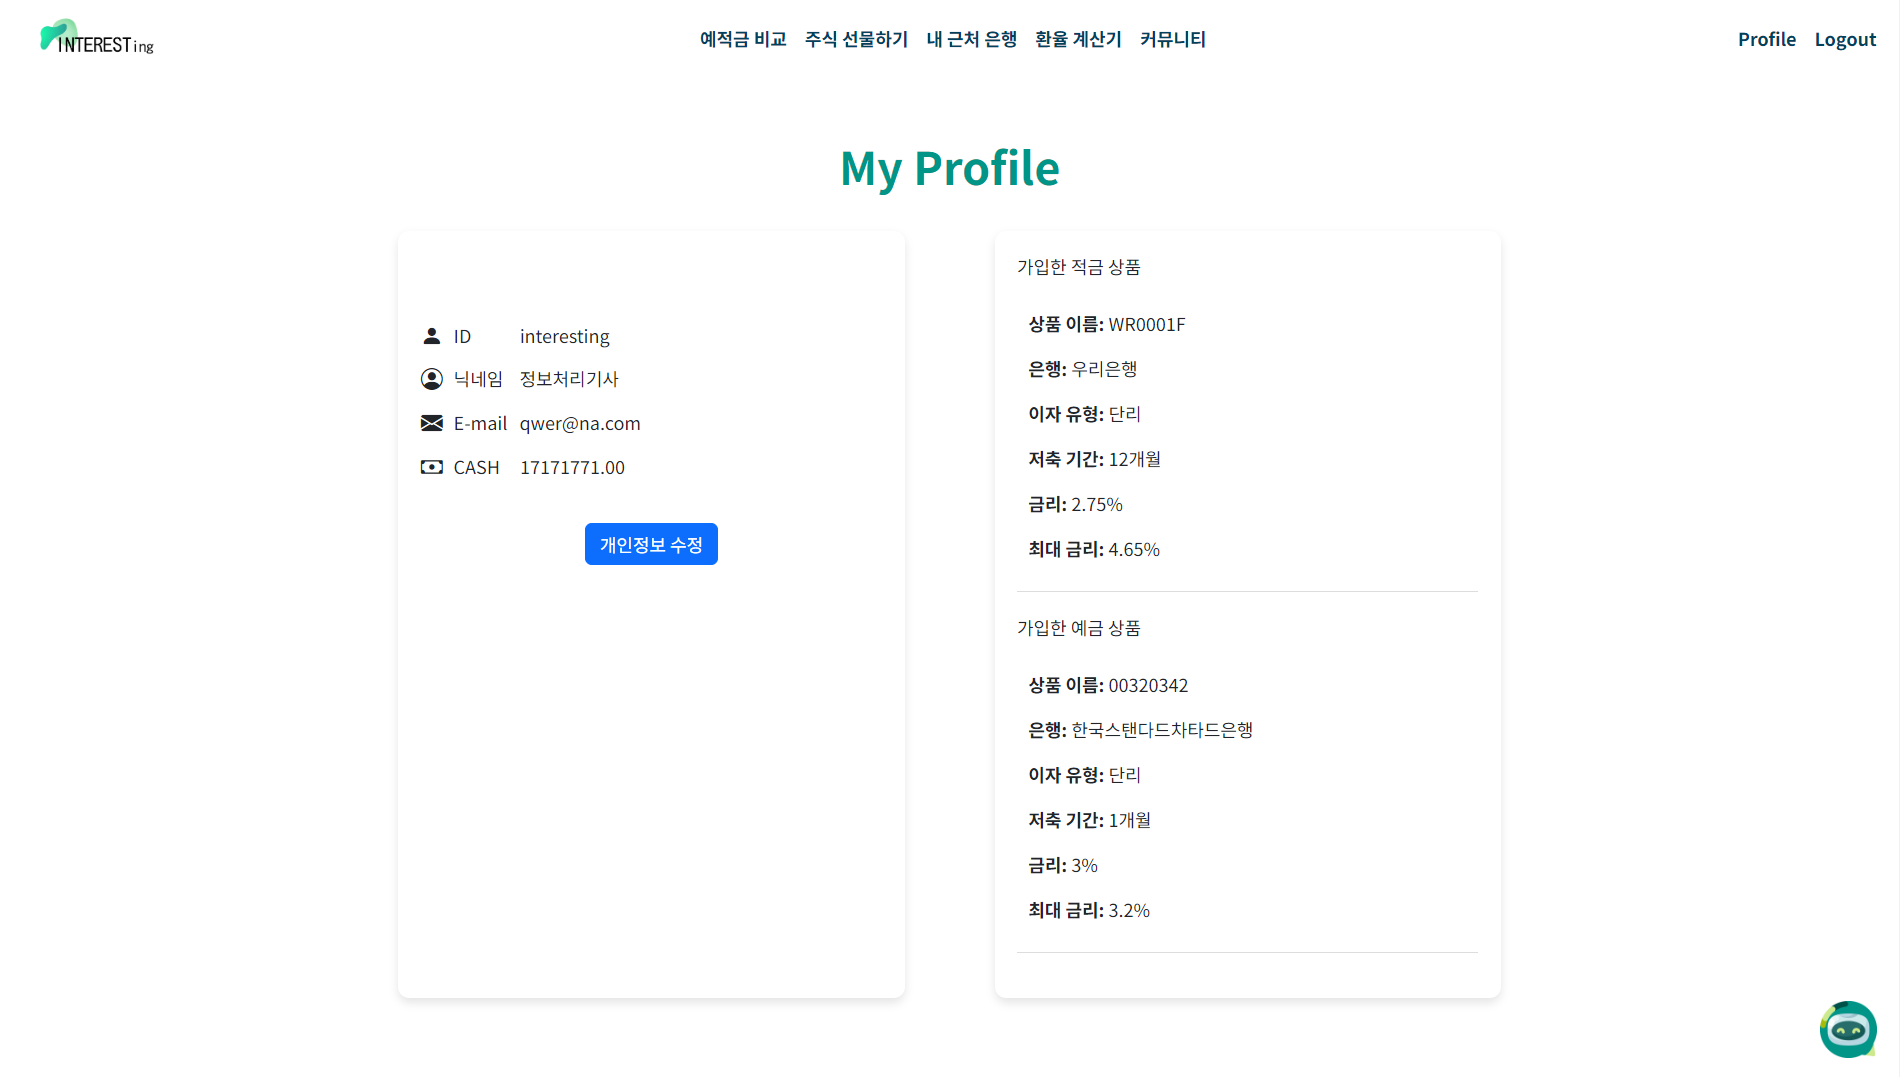 INTERESTing
예적금 비교 주식 선물하기 내 근처 은행 환율 계산기 커뮤니티
Profile Logout
My Profile
ID interesting
닉네임 정보처리기사
E-mail qwer@na.com
CASH 17171771.00
개인정보 수정
가입한 적금 상품
상품 이름: WR0001F
은행: 우리은행
이자 유형: 단리
저축 기간: 12개월
금리: 2.75%
최대 금리: 4.65%
가입한 예금 상품
상품 이름: 00320342
은행: 한국스탠다드차타드은행
이자 유형: 단리
저축 기간: 1개월
금리: 3%
최대 금리: 3.2%